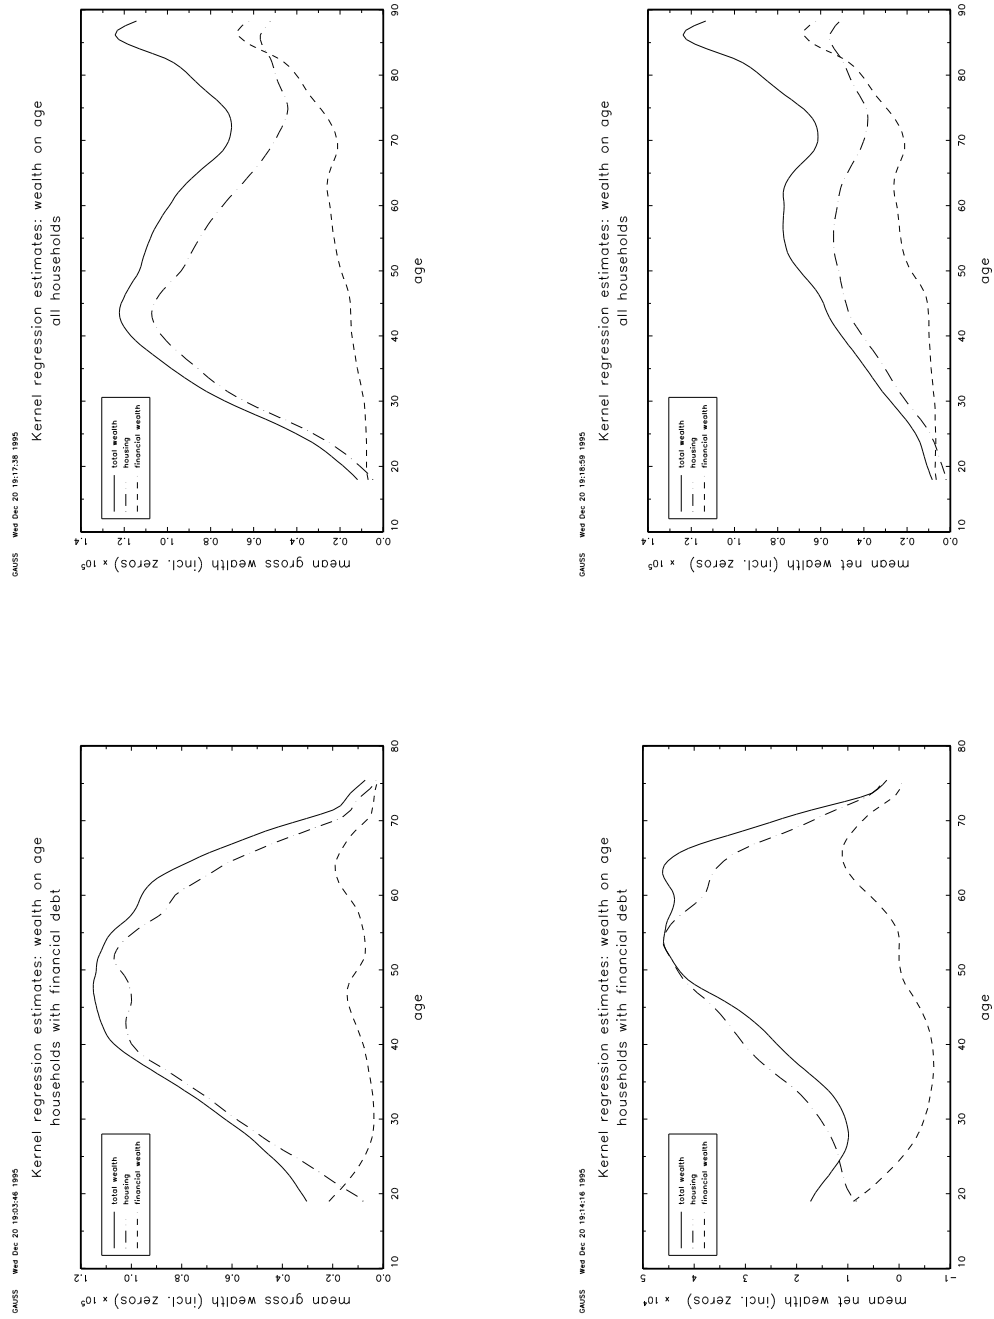 GAUSS Wed Dec 20 19:17:38 1995
Kernel regression estimates: wealth on age
all households
total wealth
housing
financial wealth
mean gross wealth (incl. zeros) x 10⁵
0.0 0.2 0.4 0.6 0.8 1.0 1.2 1.4
10 20 30 40 50 60 70 80 90
age
GAUSS Wed Dec 20 19:18:59 1995
Kernel regression estimates: wealth on age
all households
total wealth
housing
financial wealth
mean net wealth (incl. zeros) x 10⁵
0.0 0.2 0.4 0.6 0.8 1.0 1.2 1.4
10 20 30 40 50 60 70 80 90
age
GAUSS Wed Dec 20 19:03:46 1995
Kernel regression estimates: wealth on age
households with financial debt
total wealth
housing
financial wealth
mean gross wealth (incl. zeros) x 10⁵
0.0 0.2 0.4 0.6 0.8 1.0 1.2
10 20 30 40 50 60 70 80
age
GAUSS Wed Dec 20 19:14:16 1995
Kernel regression estimates: wealth on age
households with financial debt
total wealth
housing
financial wealth
mean net wealth (incl. zeros) x 10⁴
-1 0 1 2 3 4 5
10 20 30 40 50 60 70 80
age